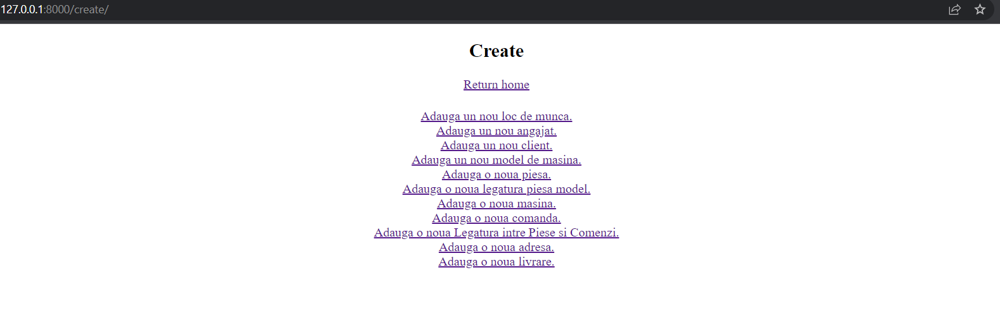 127.0.0.1:8000/create/
Create
Return home
Adauga un nou loc de munca.
Adauga un nou angajat.
Adauga un nou client.
Adauga un nou model de masina.
Adauga o noua piesa.
Adauga o noua legatura piesa model.
Adauga o noua masina.
Adauga o noua comanda.
Adauga o noua Legatura intre Piese si Comenzi.
Adauga o noua adresa.
Adauga o noua livrare.